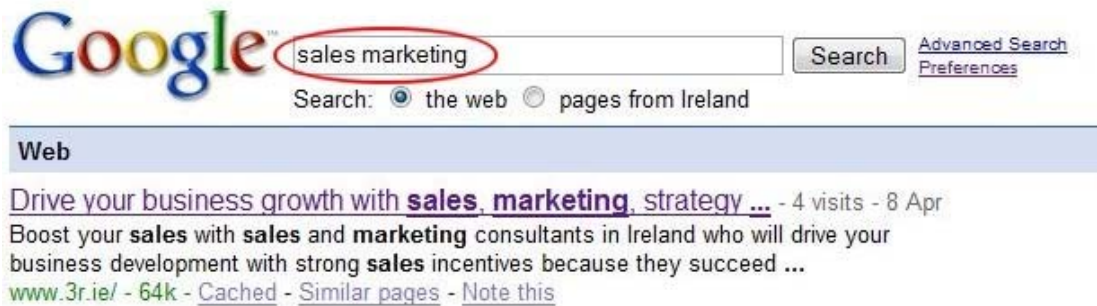 Google™ sales marketing Search Advanced Search
Preferences
Search: the web pages from Ireland
Web
Drive your business growth with sales, marketing, strategy ... - 4 visits - 8 Apr
Boost your sales with sales and marketing consultants in Ireland who will drive your
business development with strong sales incentives because they succeed ...
www.3r.ie/ - 64k - Cached - Similar pages - Note this